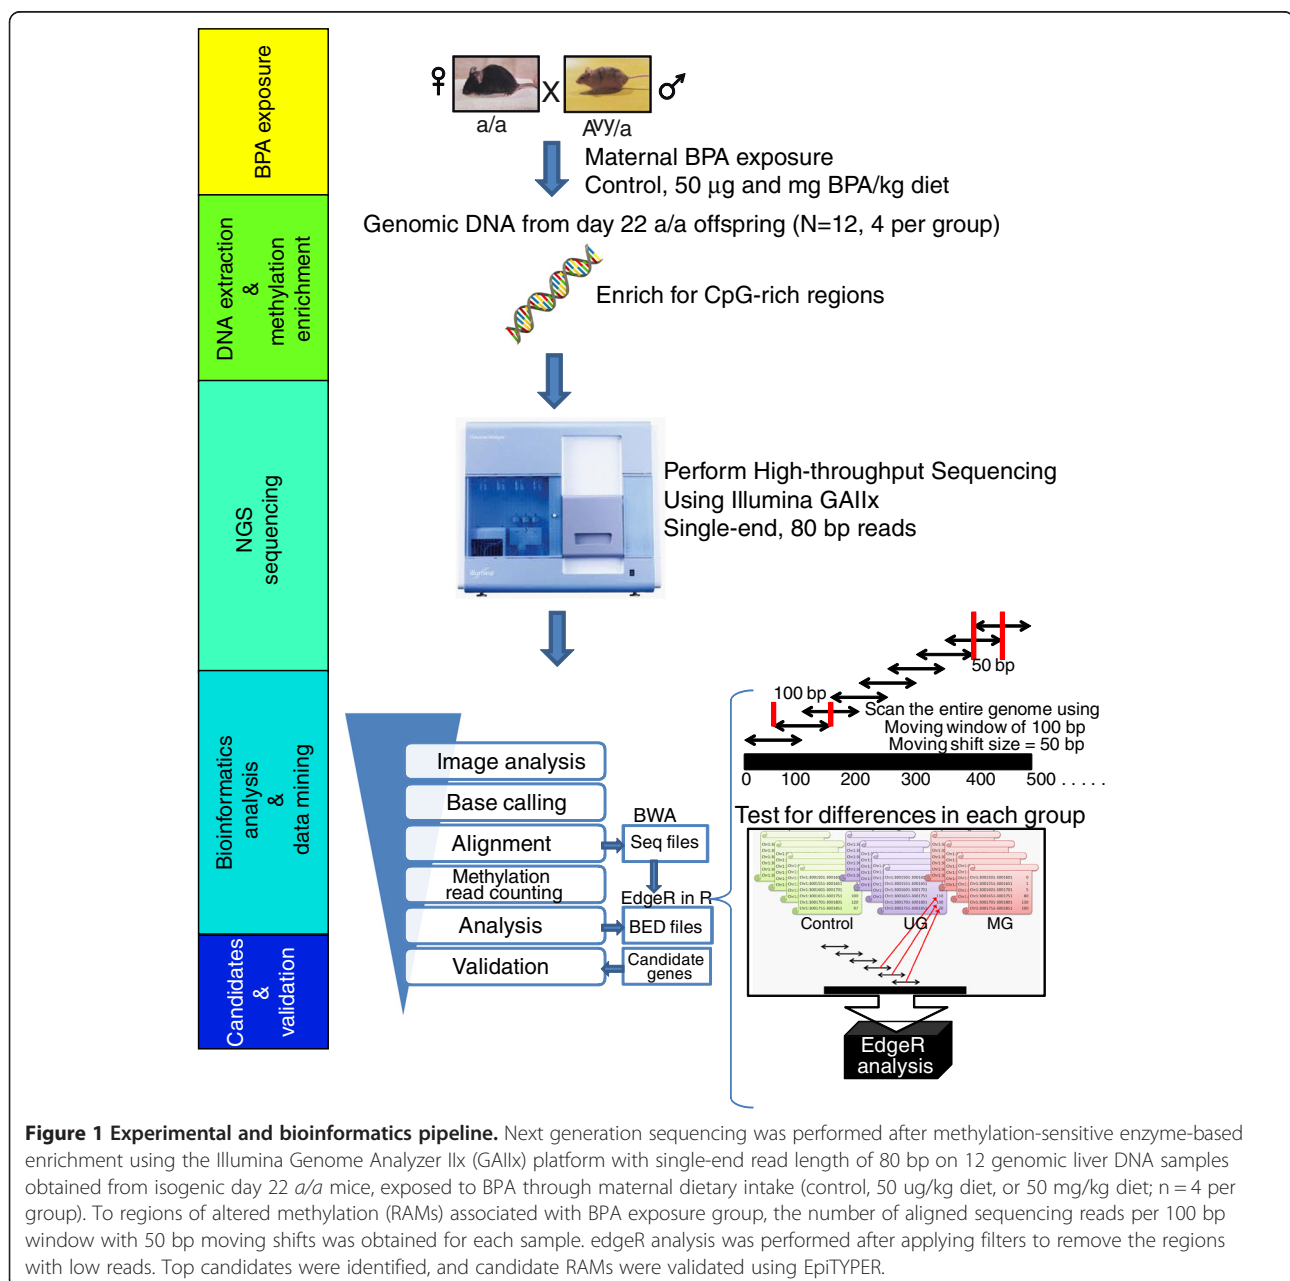 BPA exposure
♀
X
♂
a/a
Avy/a
Maternal BPA exposure
Control, 50 μg and mg BPA/kg diet
DNA extraction
&
methylation
enrichment
Genomic DNA from day 22 a/a offspring (N=12, 4 per group)
Enrich for CpG-rich regions
NGS
sequencing
Perform High-throughput Sequencing
Using Illumina GAIIx
Single-end, 80 bp reads
Bioinformatics
analysis
&
data mining
Image analysis
Base calling
Alignment
Methylation
read counting
Analysis
Validation
BWA
Seq files
EdgeR in R
BED files
Candidate
genes
Candidates
&
validation
50 bp
100 bp
Scan the entire genome using
Moving window of 100 bp
Moving shift size = 50 bp
0 100 200 300 400 500 . . . . .
Test for differences in each group
Control UG MG
EdgeR
analysis
Figure 1 Experimental and bioinformatics pipeline. Next generation sequencing was performed after methylation-sensitive enzyme-based
enrichment using the Illumina Genome Analyzer IIx (GAIIx) platform with single-end read length of 80 bp on 12 genomic liver DNA samples
obtained from isogenic day 22 a/a mice, exposed to BPA through maternal dietary intake (control, 50 ug/kg diet, or 50 mg/kg diet; n = 4 per
group). To regions of altered methylation (RAMs) associated with BPA exposure group, the number of aligned sequencing reads per 100 bp
window with 50 bp moving shifts was obtained for each sample. edgeR analysis was performed after applying filters to remove the regions
with low reads. Top candidates were identified, and candidate RAMs were validated using EpiTYPER.